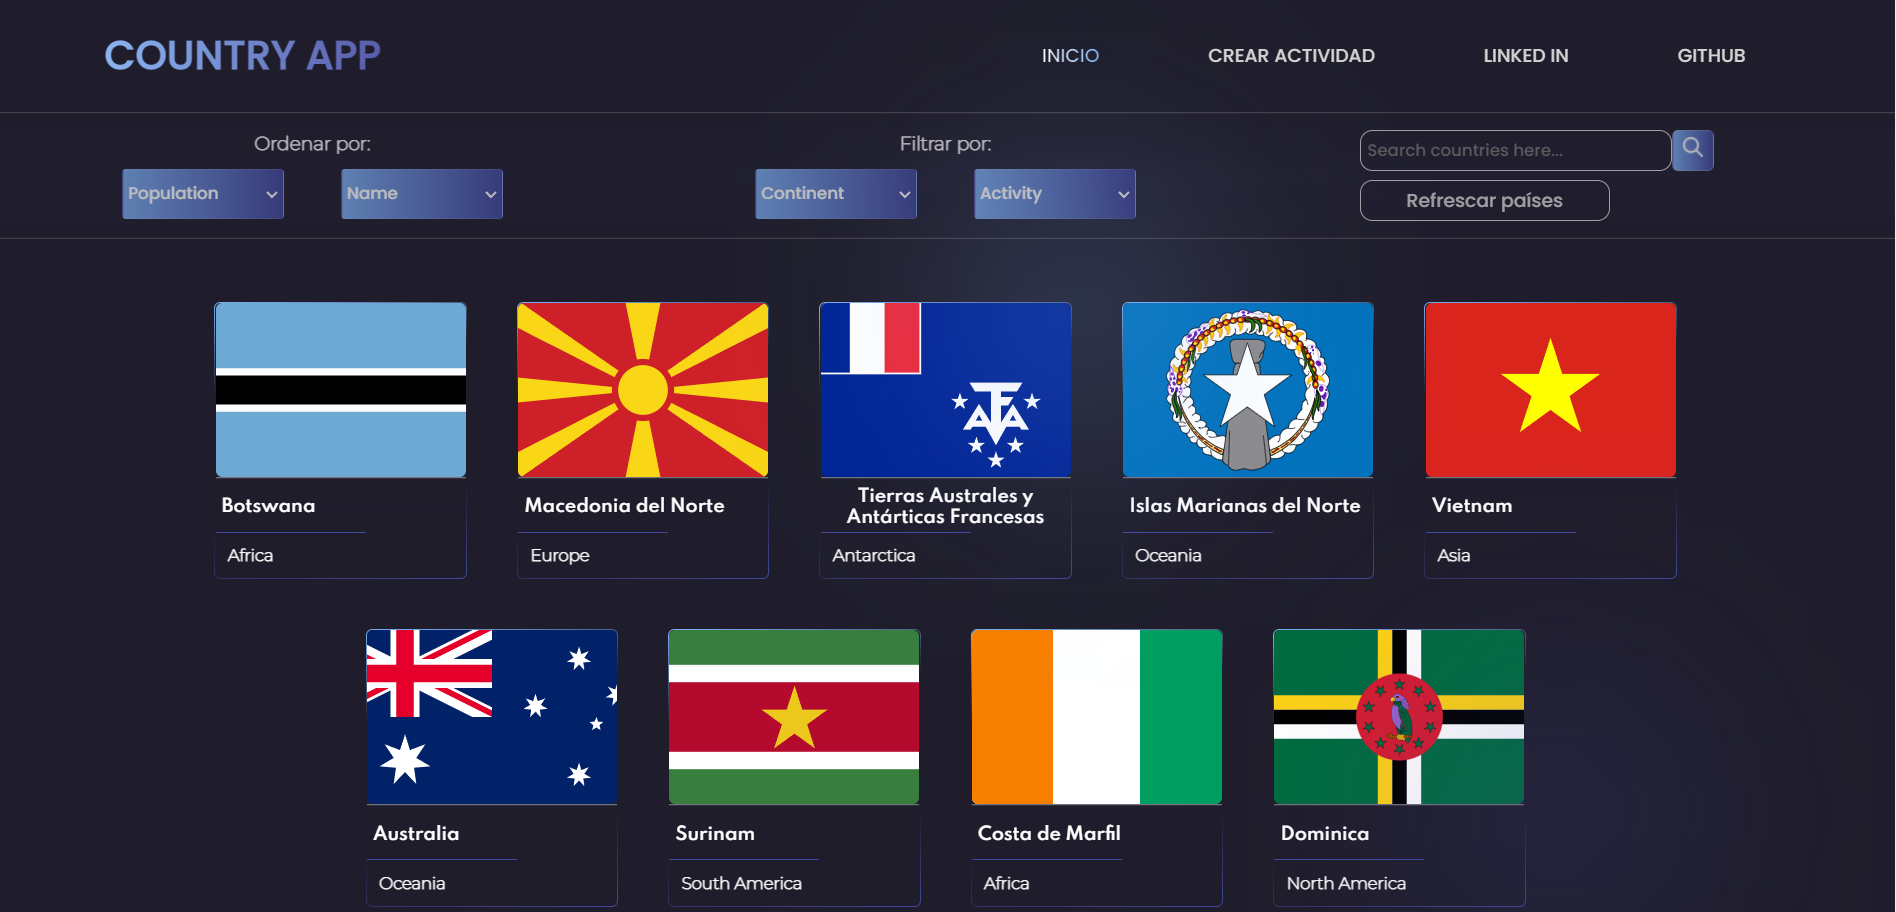 COUNTRY APP
INICIO
CREAR ACTIVIDAD
LINKED IN
GITHUB
Ordenar por:
Population
Name
Filtrar por:
Continent
Activity
Search countries here...
Refrescar países
Botswana
Africa
Macedonia del Norte
Europe
Tierras Australes y
Antárticas Francesas
Antarctica
Islas Marianas del Norte
Oceania
Vietnam
Asia
Australia
Oceania
Surinam
South America
Costa de Marfil
Africa
Dominica
North America